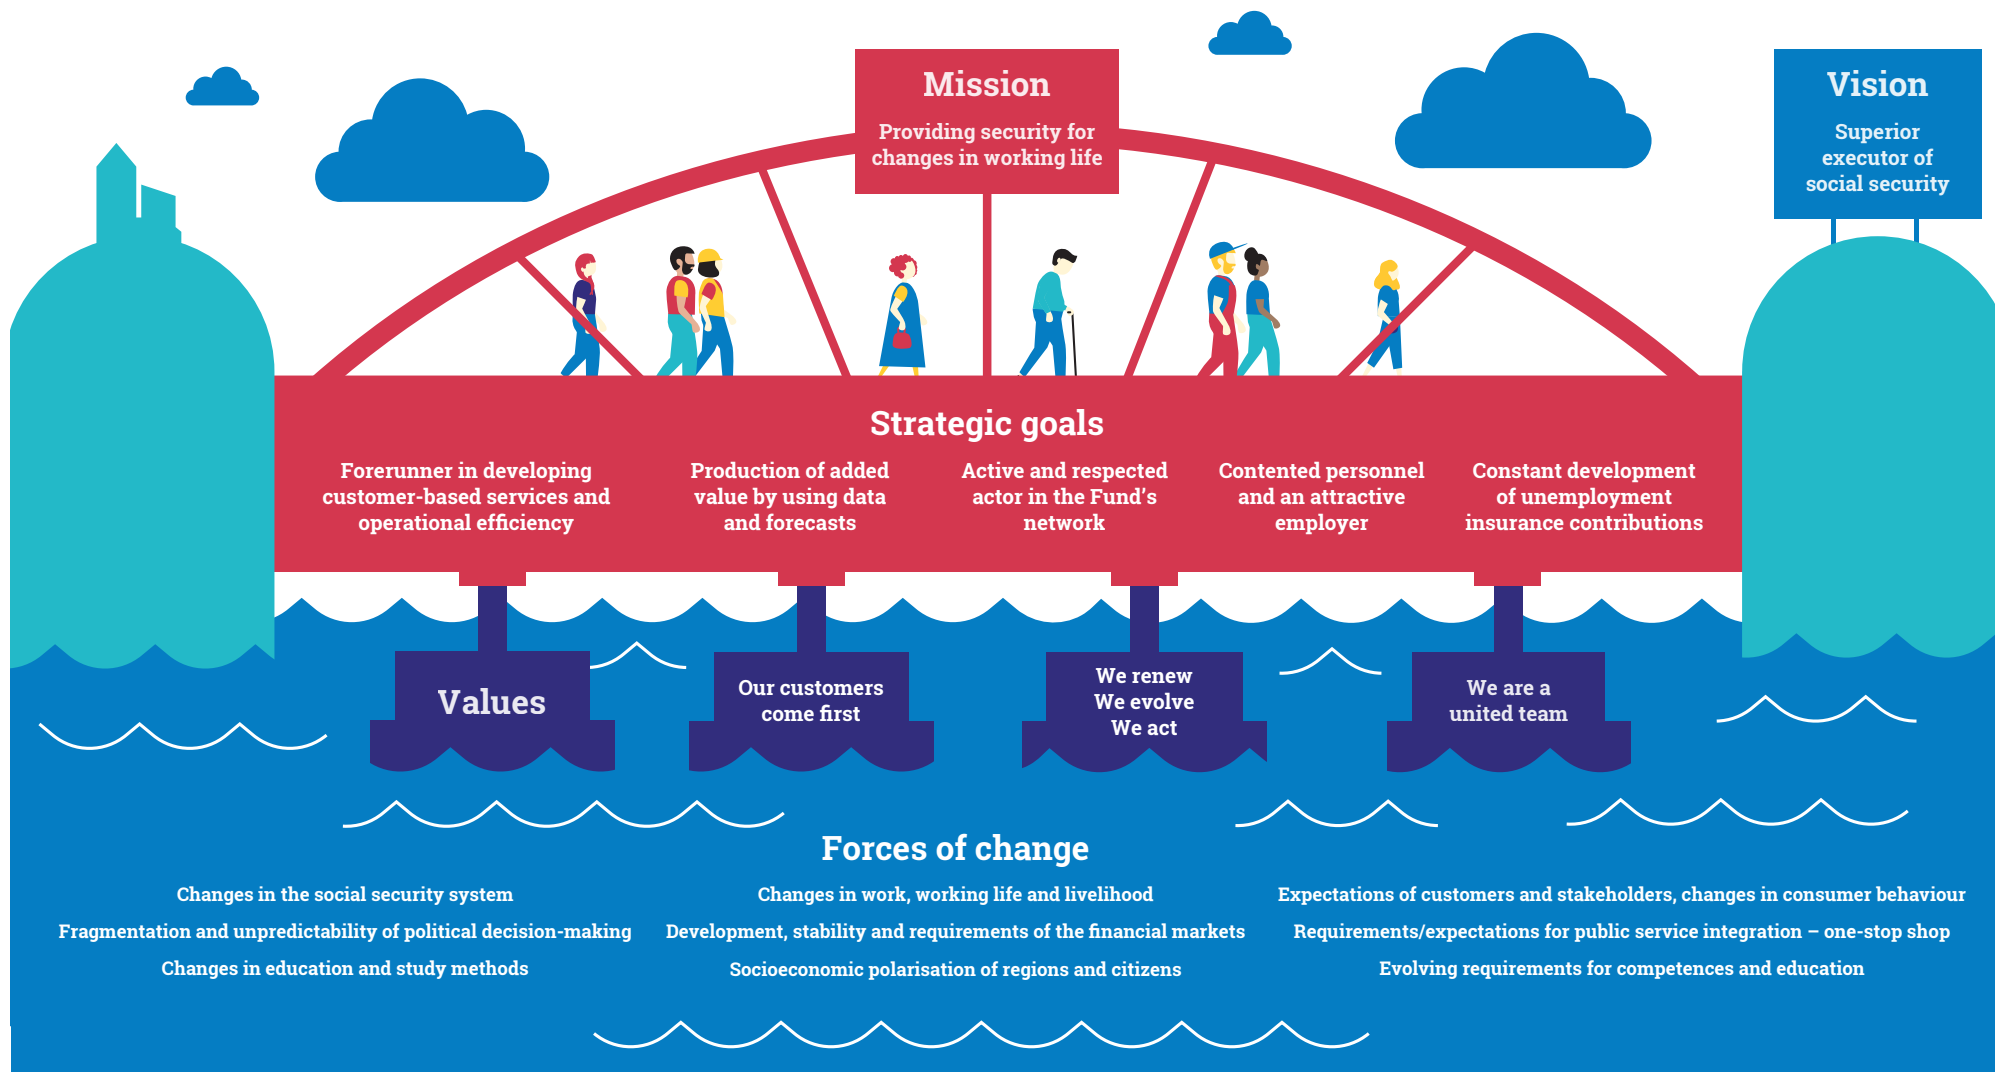 Mission
Providing security for
changes in working life
Vision
Superior
executor of
social security
Strategic goals
Forerunner in developing
customer-based services and
operational efficiency
Production of added
value by using data
and forecasts
Active and respected
actor in the Fund's
network
Contented personnel
and an attractive
employer
Constant development
of unemployment
insurance contributions
Values
Our customers
come first
We renew
We evolve
We act
We are a
united team
Forces of change
Changes in the social security system
Fragmentation and unpredictability of political decision-making
Changes in education and study methods
Changes in work, working life and livelihood
Development, stability and requirements of the financial markets
Socioeconomic polarisation of regions and citizens
Expectations of customers and stakeholders, changes in consumer behaviour
Requirements/expectations for public service integration – one-stop shop
Evolving requirements for competences and education